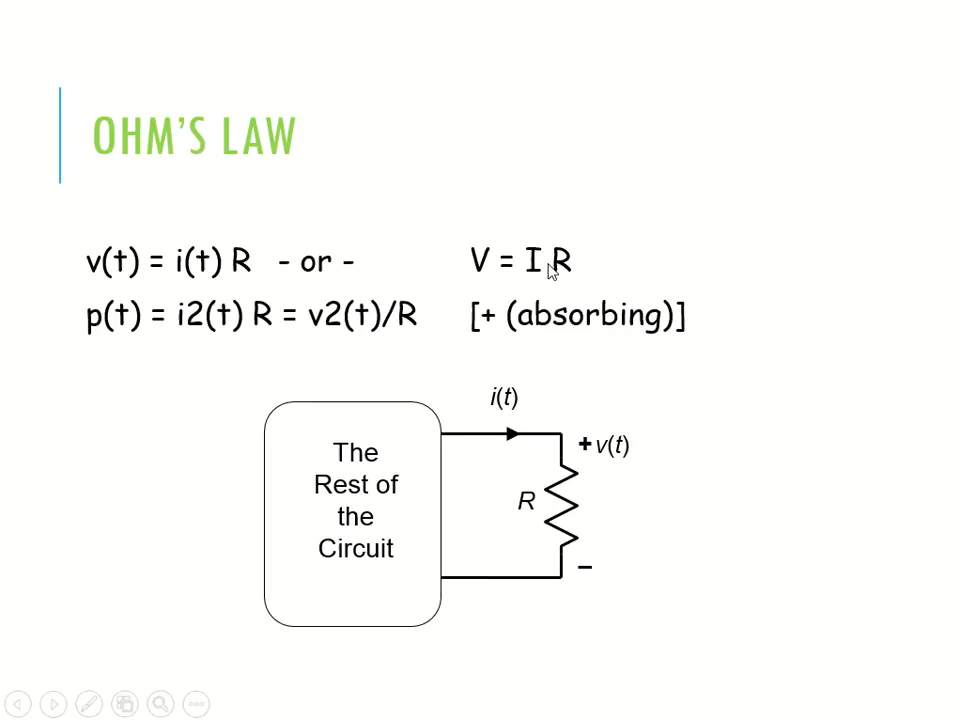 OHM'S LAW
v(t) = i(t) R - or - V = I R
p(t) = i2(t) R = v2(t)/R [+ (absorbing)]
i(t)
The
Rest of
the
Circuit
+ v(t)
R
–